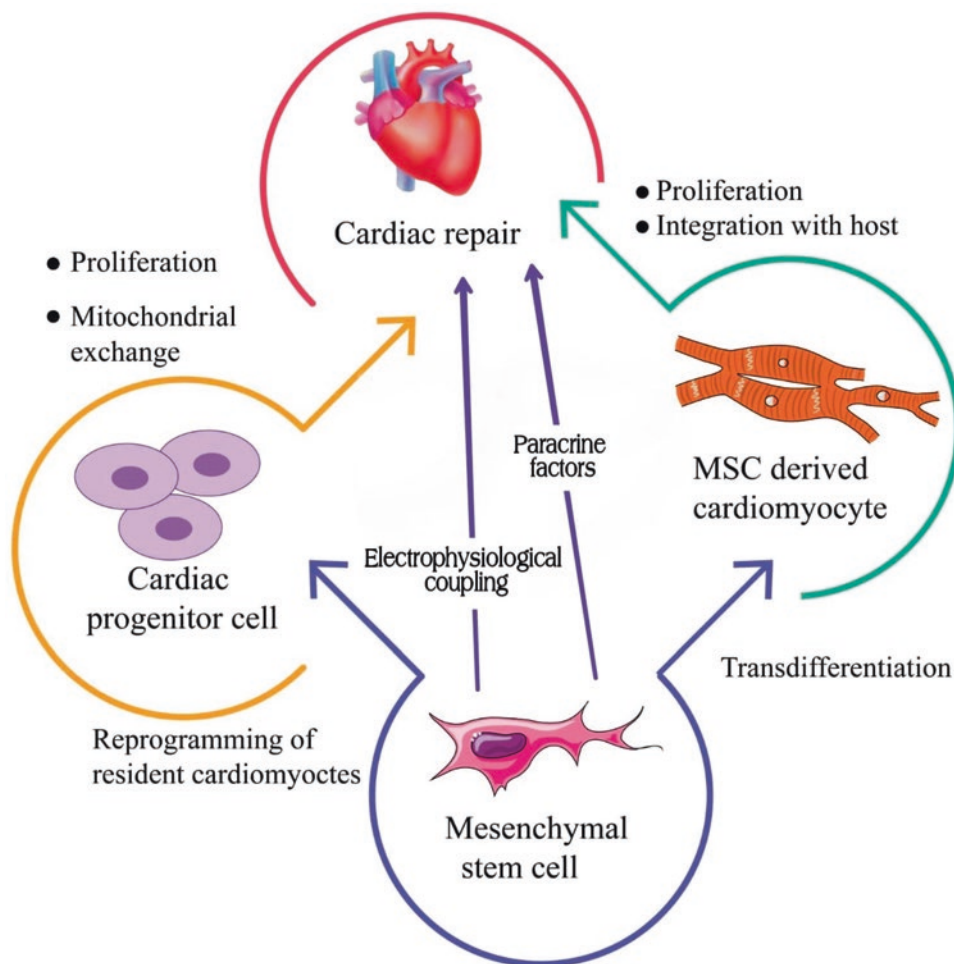 Cardiac repair
● Proliferation
● Integration with host
● Proliferation
● Mitochondrial
exchange
Paracrine
factors
MSC derived
cardiomyocyte
Electrophysiological
coupling
Cardiac
progenitor cell
Transdifferentiation
Reprogramming of
resident cardiomyoctes
Mesenchymal
stem cell